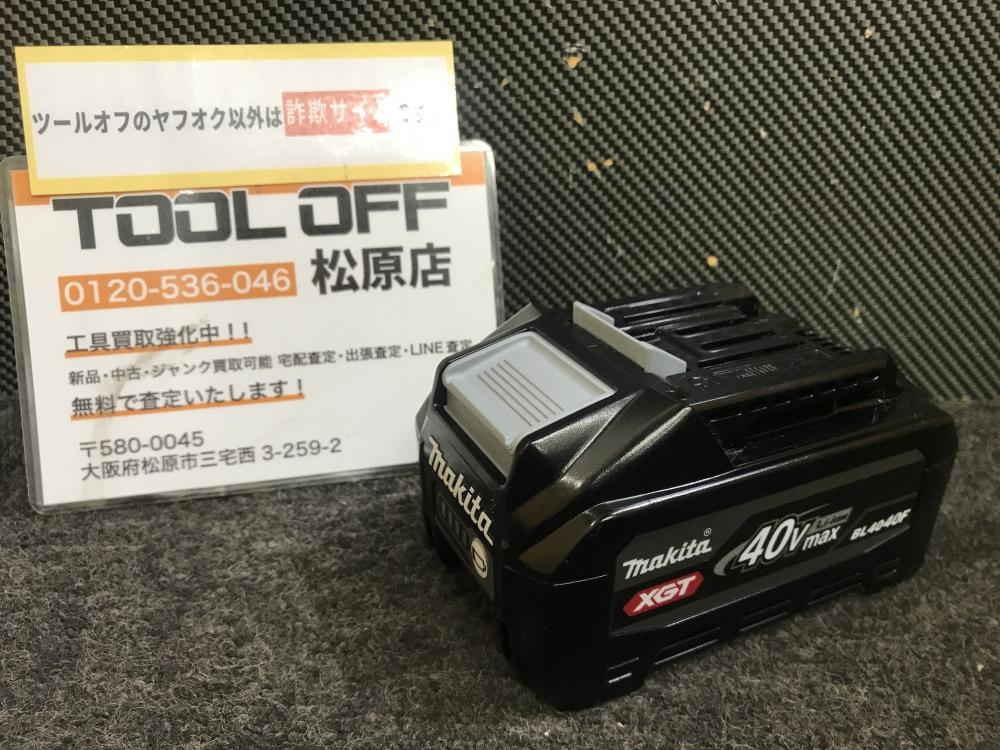 ツールオフのヤフオク以外は詐欺サイ
TOOL OFF
0120-536-046
松原店
工具買取強化中!!
新品・中古・ジャンク買取可能 宅配査定・出張査定・LINE査定
無料で査定いたします!
〒580-0045
大阪府松原市三宅西 3-259-2
makita
makita®
XGT
40Vmax
Li-ion
BL4040F